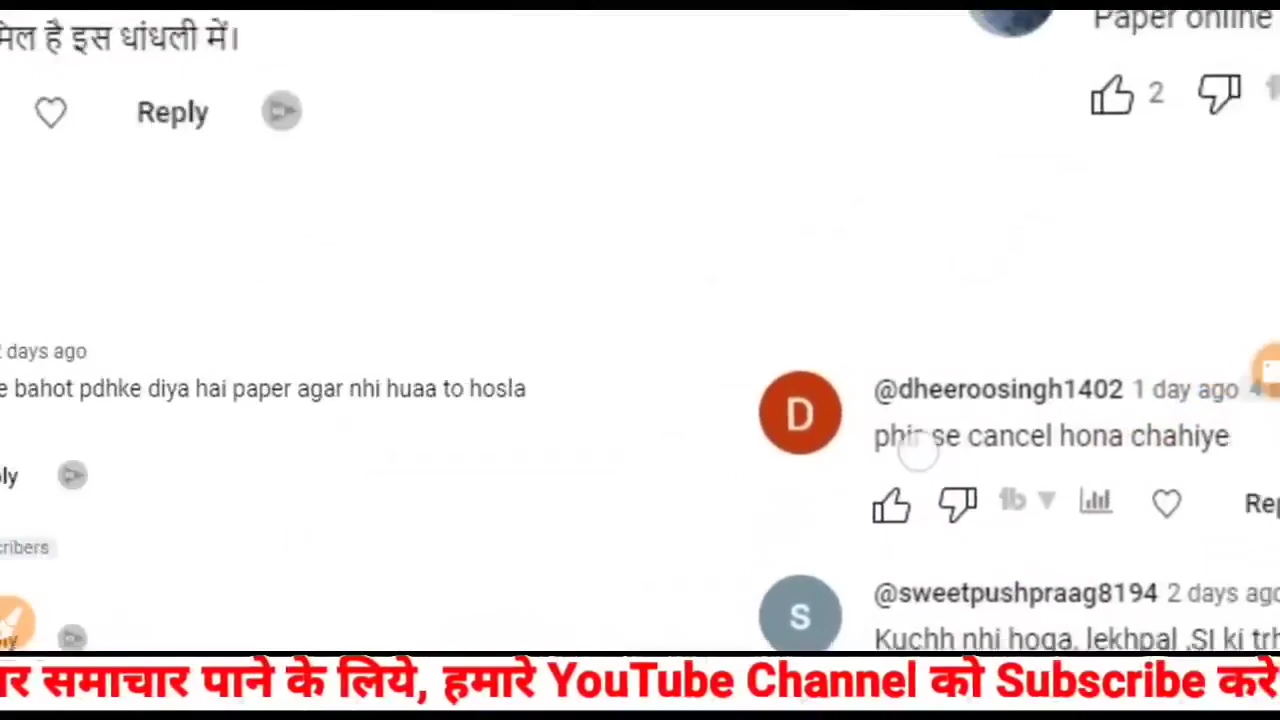 मिल है इस धांधली में।
Reply
Paper online
2
2 days ago
bahot pdhke diya hai paper agar nhi huaa to hosla
@dheeroosingh1402 1 day ago
D
phir se cancel hona chahiye
Rep
@sweetpushpraag8194 2 days ago
S
Kuchh nhi hoga, lekhpal ,SI ki trh
समाचार पाने के लिये, हमारे YouTube Channel को Subscribe करे